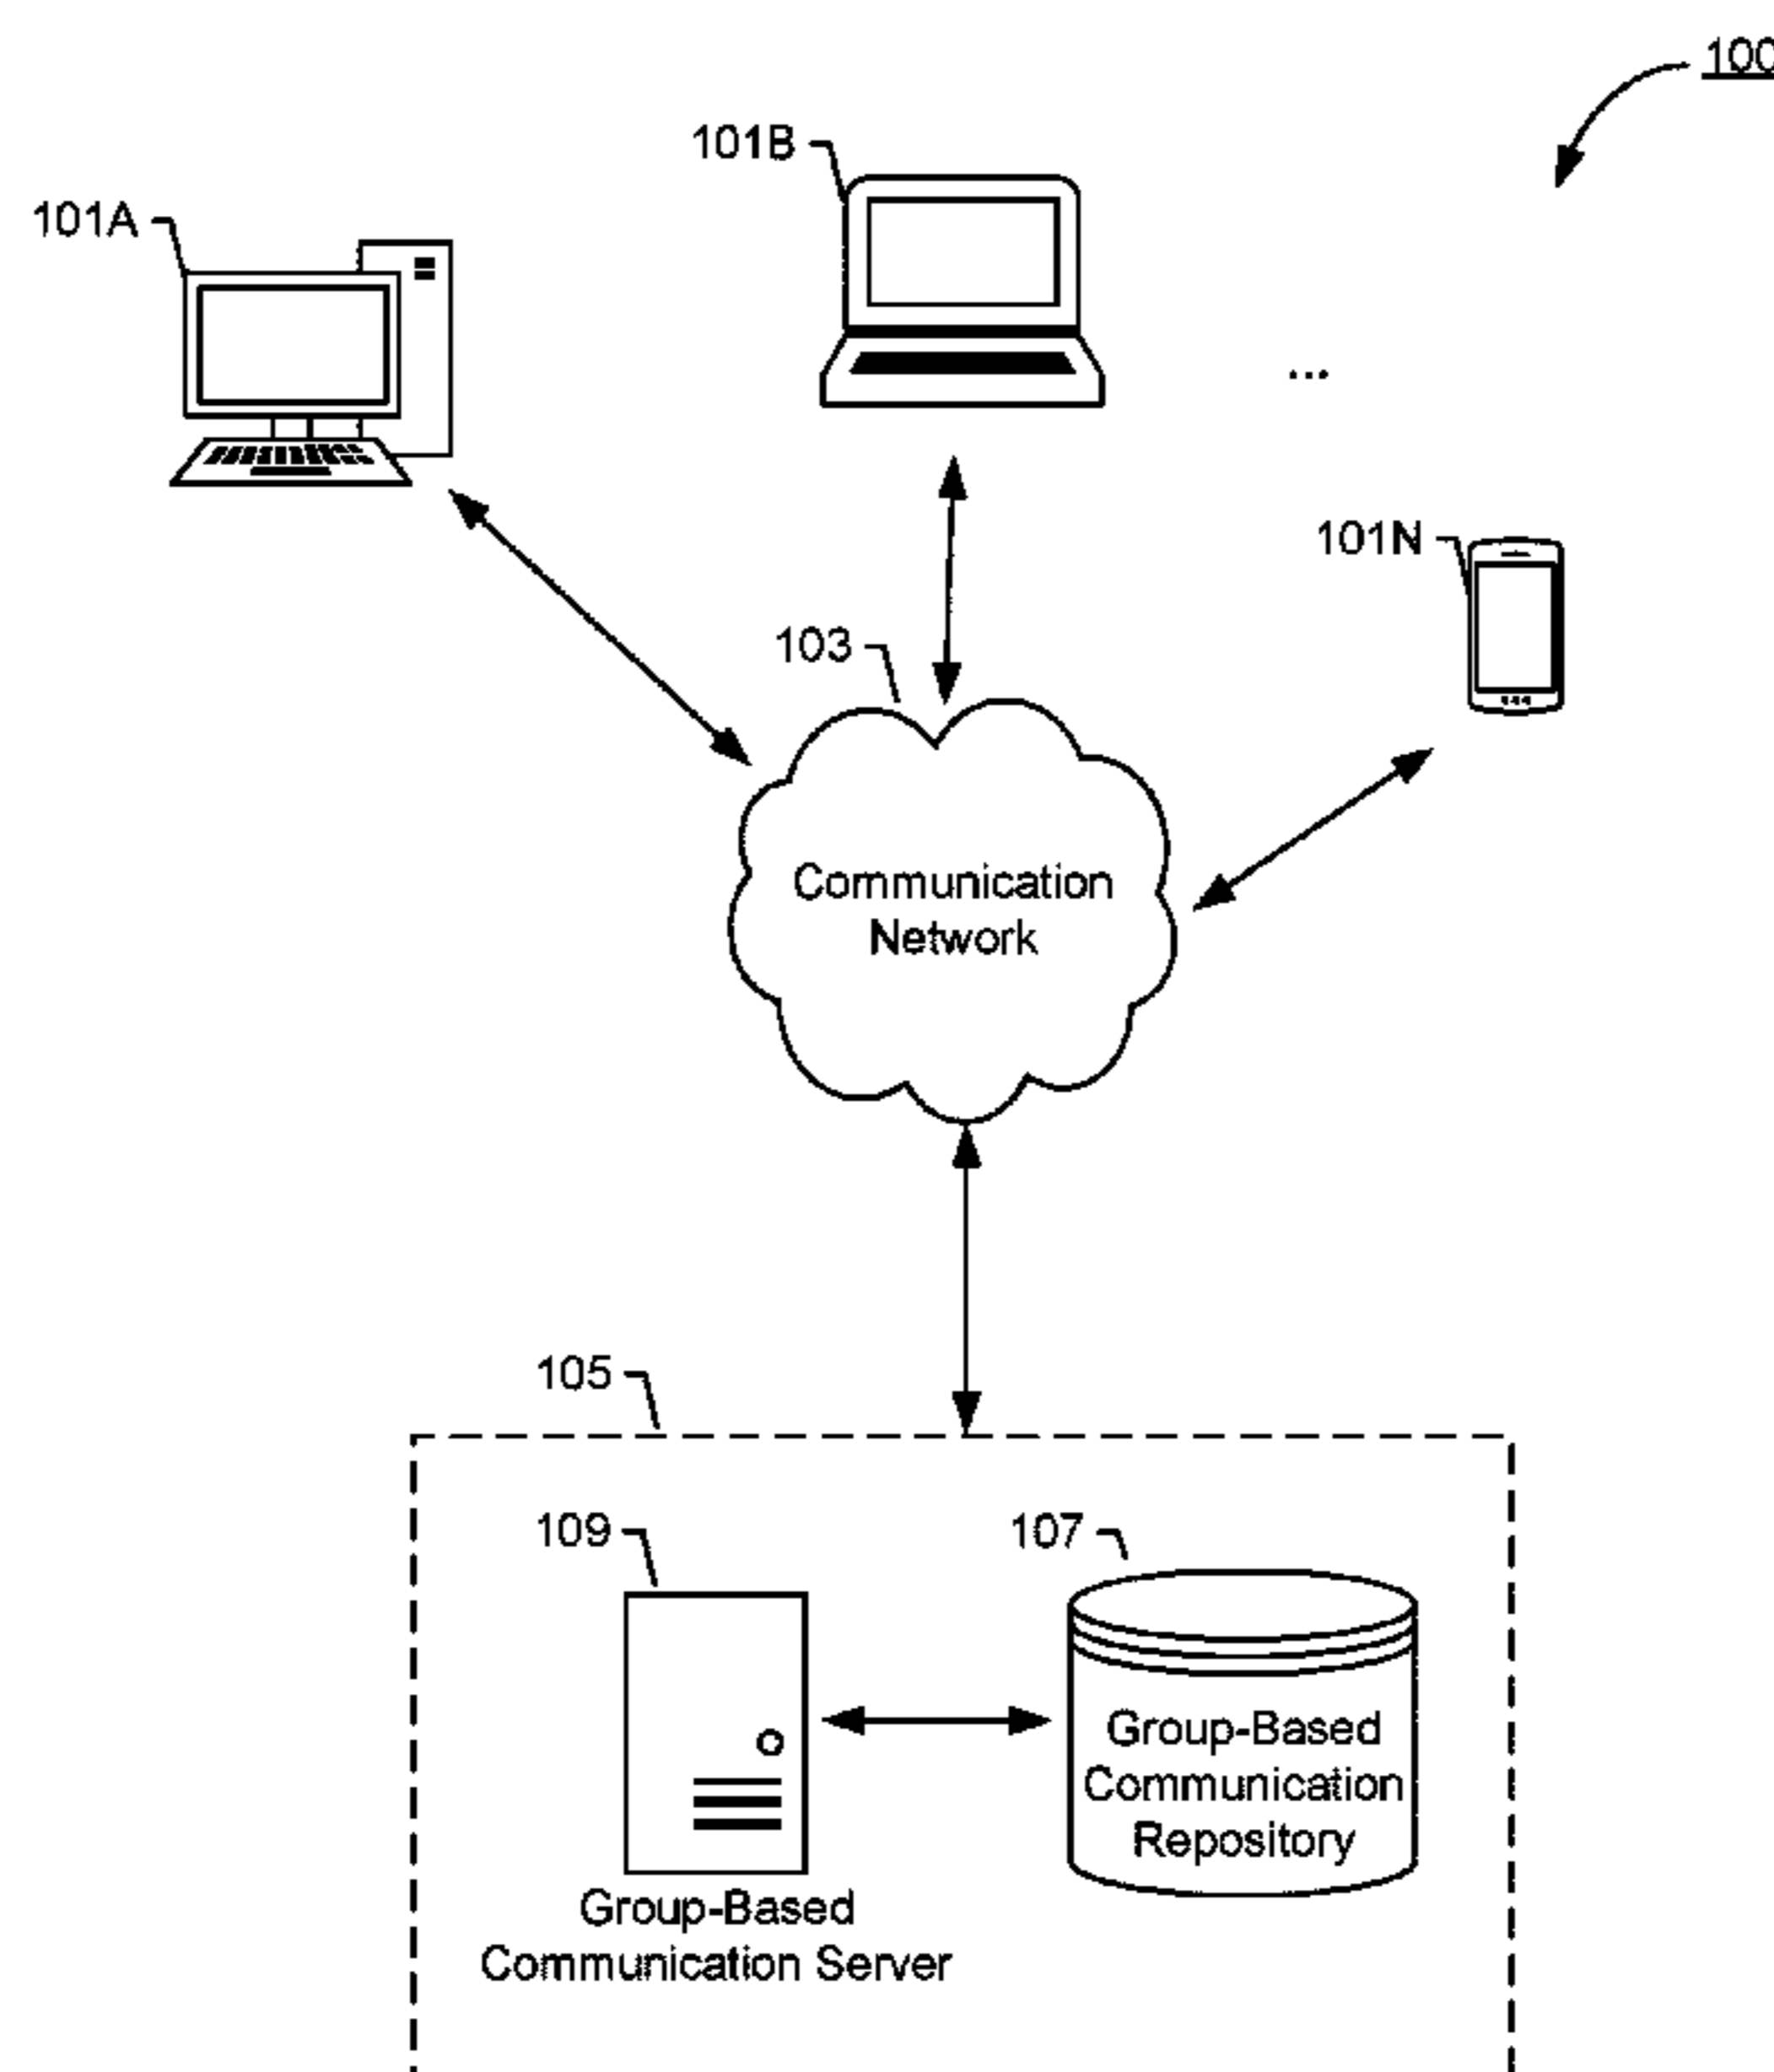 100
101B
101A
...
101N
103
Communication
Network
105
109
107
Group-Based
Communication
Repository
Group-Based
Communication Server